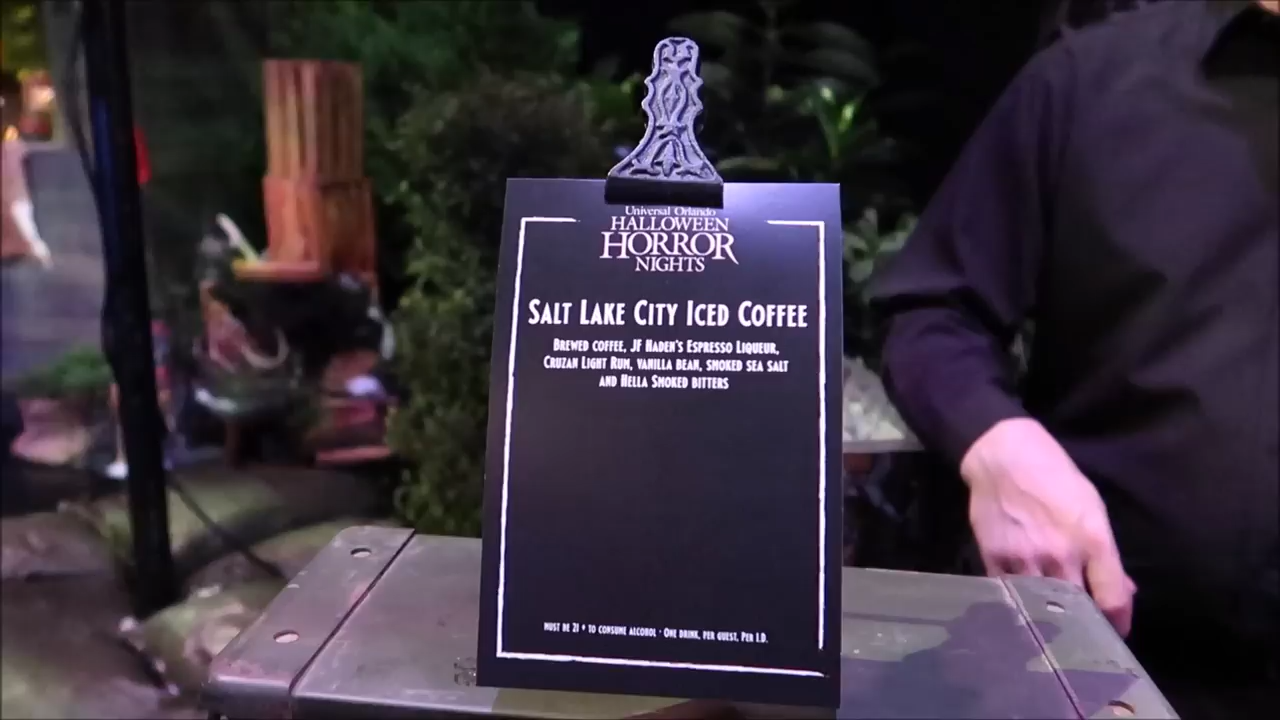 Universal Orlando
HALLOWEEN
HORROR
NIGHTS
SALT LAKE CITY ICED COFFEE
BREWED COFFEE, JF HADEN'S ESPRESSO LIQUEUR,
CRUZAN LIGHT RUM, VANILLA BEAN, SMOKED SEA SALT
AND HELLA SMOKED BITTERS
MUST BE 21 + TO CONSUME ALCOHOL · ONE DRINK, PER GUEST, PER I.D.